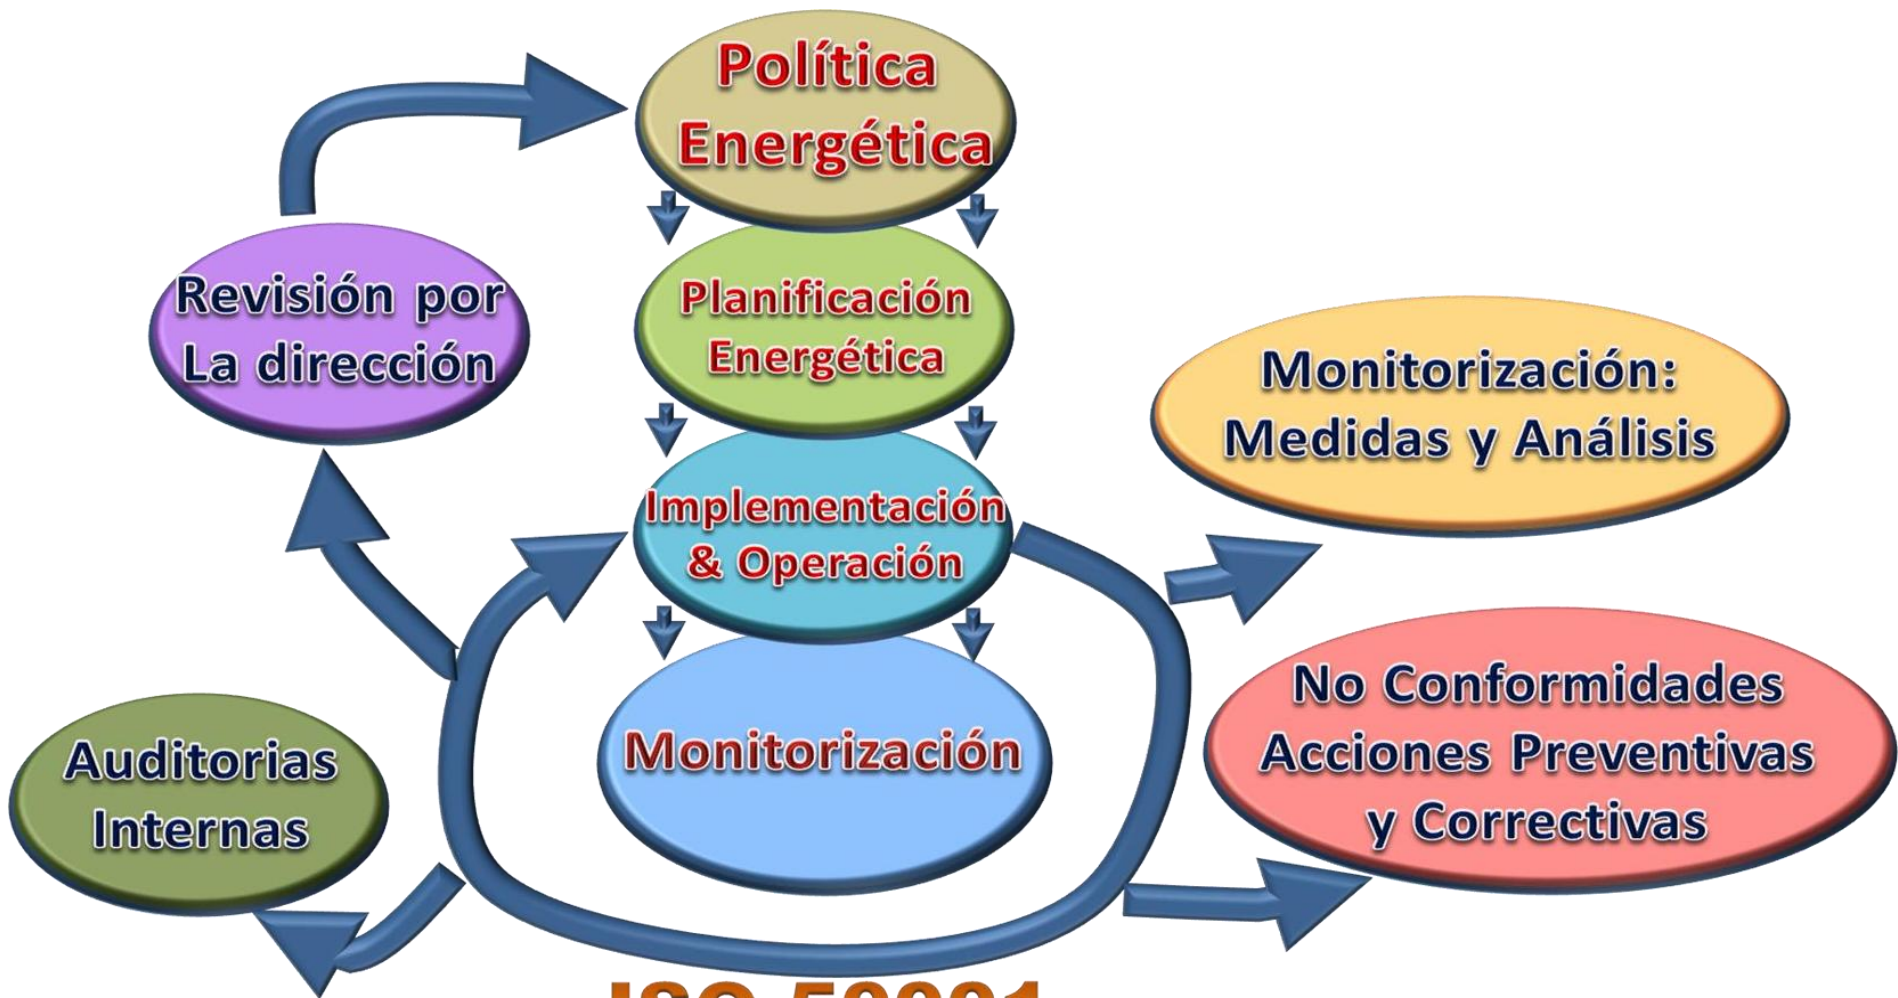 Política
Energética
Revisión por
La dirección
Planificación
Energética
Monitorización:
Medidas y Análisis
Implementación
& Operación
No Conformidades
Acciones Preventivas
y Correctivas
Auditorias
Internas
Monitorización
ISO